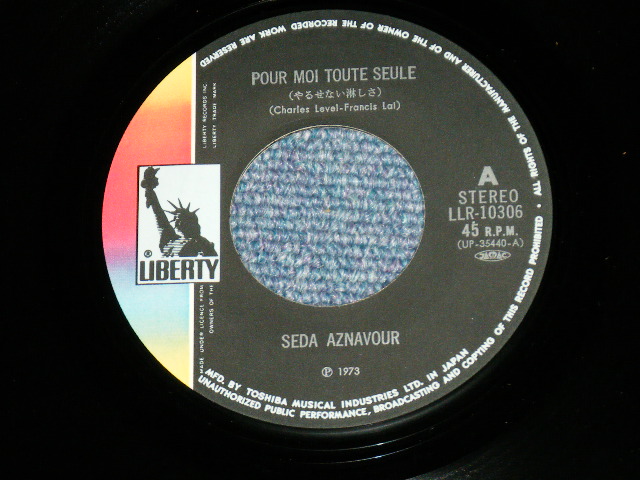 POUR MOI TOUTE SEULE
(やるせない淋しさ)
(Charles Level-Francis Lai)
A
STEREO
LLR-10306
45 R.P.M.
(UP-35440-A)
JASRAC
® LIBERTY
SEDA AZNAVOUR
℗ 1973
LIBERTY RECORDS INC.
LIBERTY TRADE MARK
MADE UNDER LICENCE FROM
OWNERS OF THE
MFD. BY TOSHIBA MUSICAL INDUSTRIES LTD. IN JAPAN
ALL RIGHTS OF THE MANUFACTURER AND OF THE OWNER OF THE RECORDED WORK ARE RESERVED
UNAUTHORIZED PUBLIC PERFORMANCE, BROADCASTING AND COPYING OF THIS RECORD PROHIBITED ·